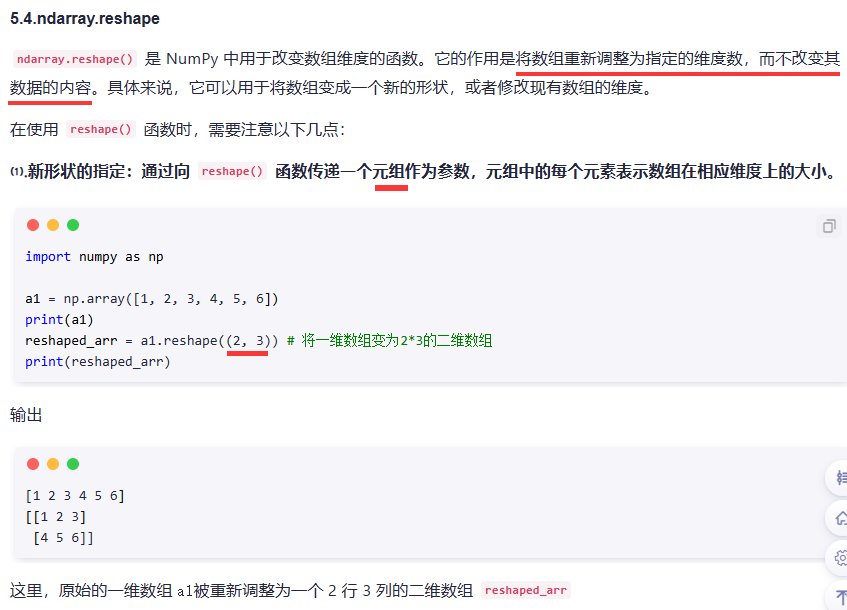 5.4.ndarray.reshape
ndarray.reshape() 是 NumPy 中用于改变数组维度的函数。它的作用是将数组重新调整为指定的维度数，而不改变其
数据的内容。具体来说，它可以用于将数组变成一个新的形状，或者修改现有数组的维度。
在使用 reshape() 函数时，需要注意以下几点：
(1).新形状的指定：通过向 reshape() 函数传递一个元组作为参数，元组中的每个元素表示数组在相应维度上的大小。
import numpy as np
a1 = np.array([1, 2, 3, 4, 5, 6])
print(a1)
reshaped_arr = a1.reshape((2, 3)) # 将一维数组变为2*3的二维数组
print(reshaped_arr)
输出
[1 2 3 4 5 6]
[[1 2 3]
 [4 5 6]]
这里，原始的一维数组 a1被重新调整为一个 2 行 3 列的二维数组 reshaped_arr